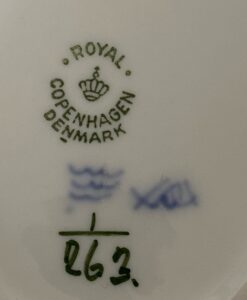 ROYAL
COPENHAGEN
DENMARK
1
263.